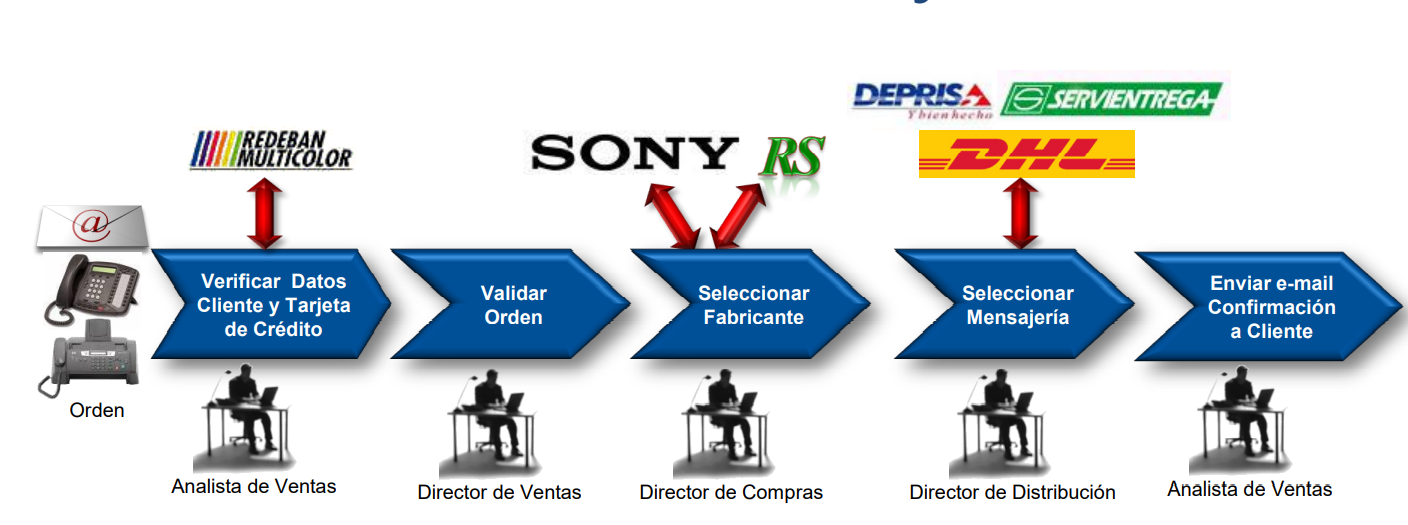 DEPRISA
Y bien hecho
SERVIENTREGA
REDEBAN
MULTICOLOR
SONY
RS
DHL
@
Verificar Datos
Cliente y Tarjeta
de Crédito
Validar
Orden
Seleccionar
Fabricante
Seleccionar
Mensajería
Enviar e-mail
Confirmación
a Cliente
Orden
Analista de Ventas
Director de Ventas
Director de Compras
Director de Distribución
Analista de Ventas